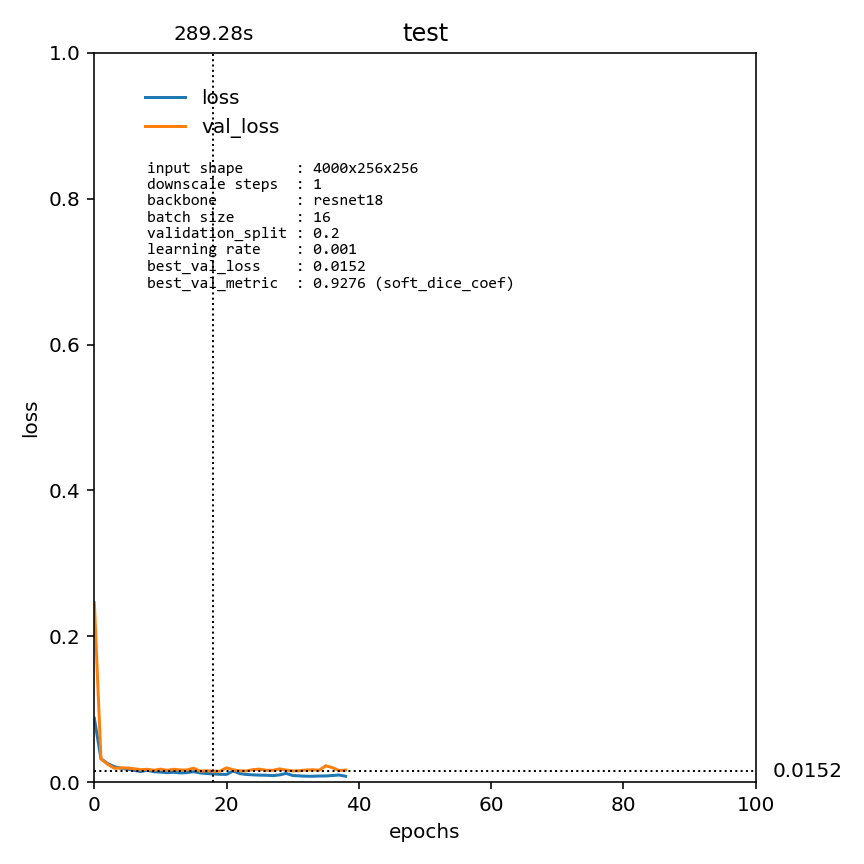 289.28s
test
1.0
loss
val_loss
input shape : 4000x256x256
downscale steps : 1
backbone : resnet18
batch size : 16
validation_split : 0.2
learning rate : 0.001
best_val_loss : 0.0152
best_val_metric : 0.9276 (soft_dice_coef)
0.8
0.6
loss
0.4
0.2
0.0
0.0152
0 20 40 60 80 100
epochs